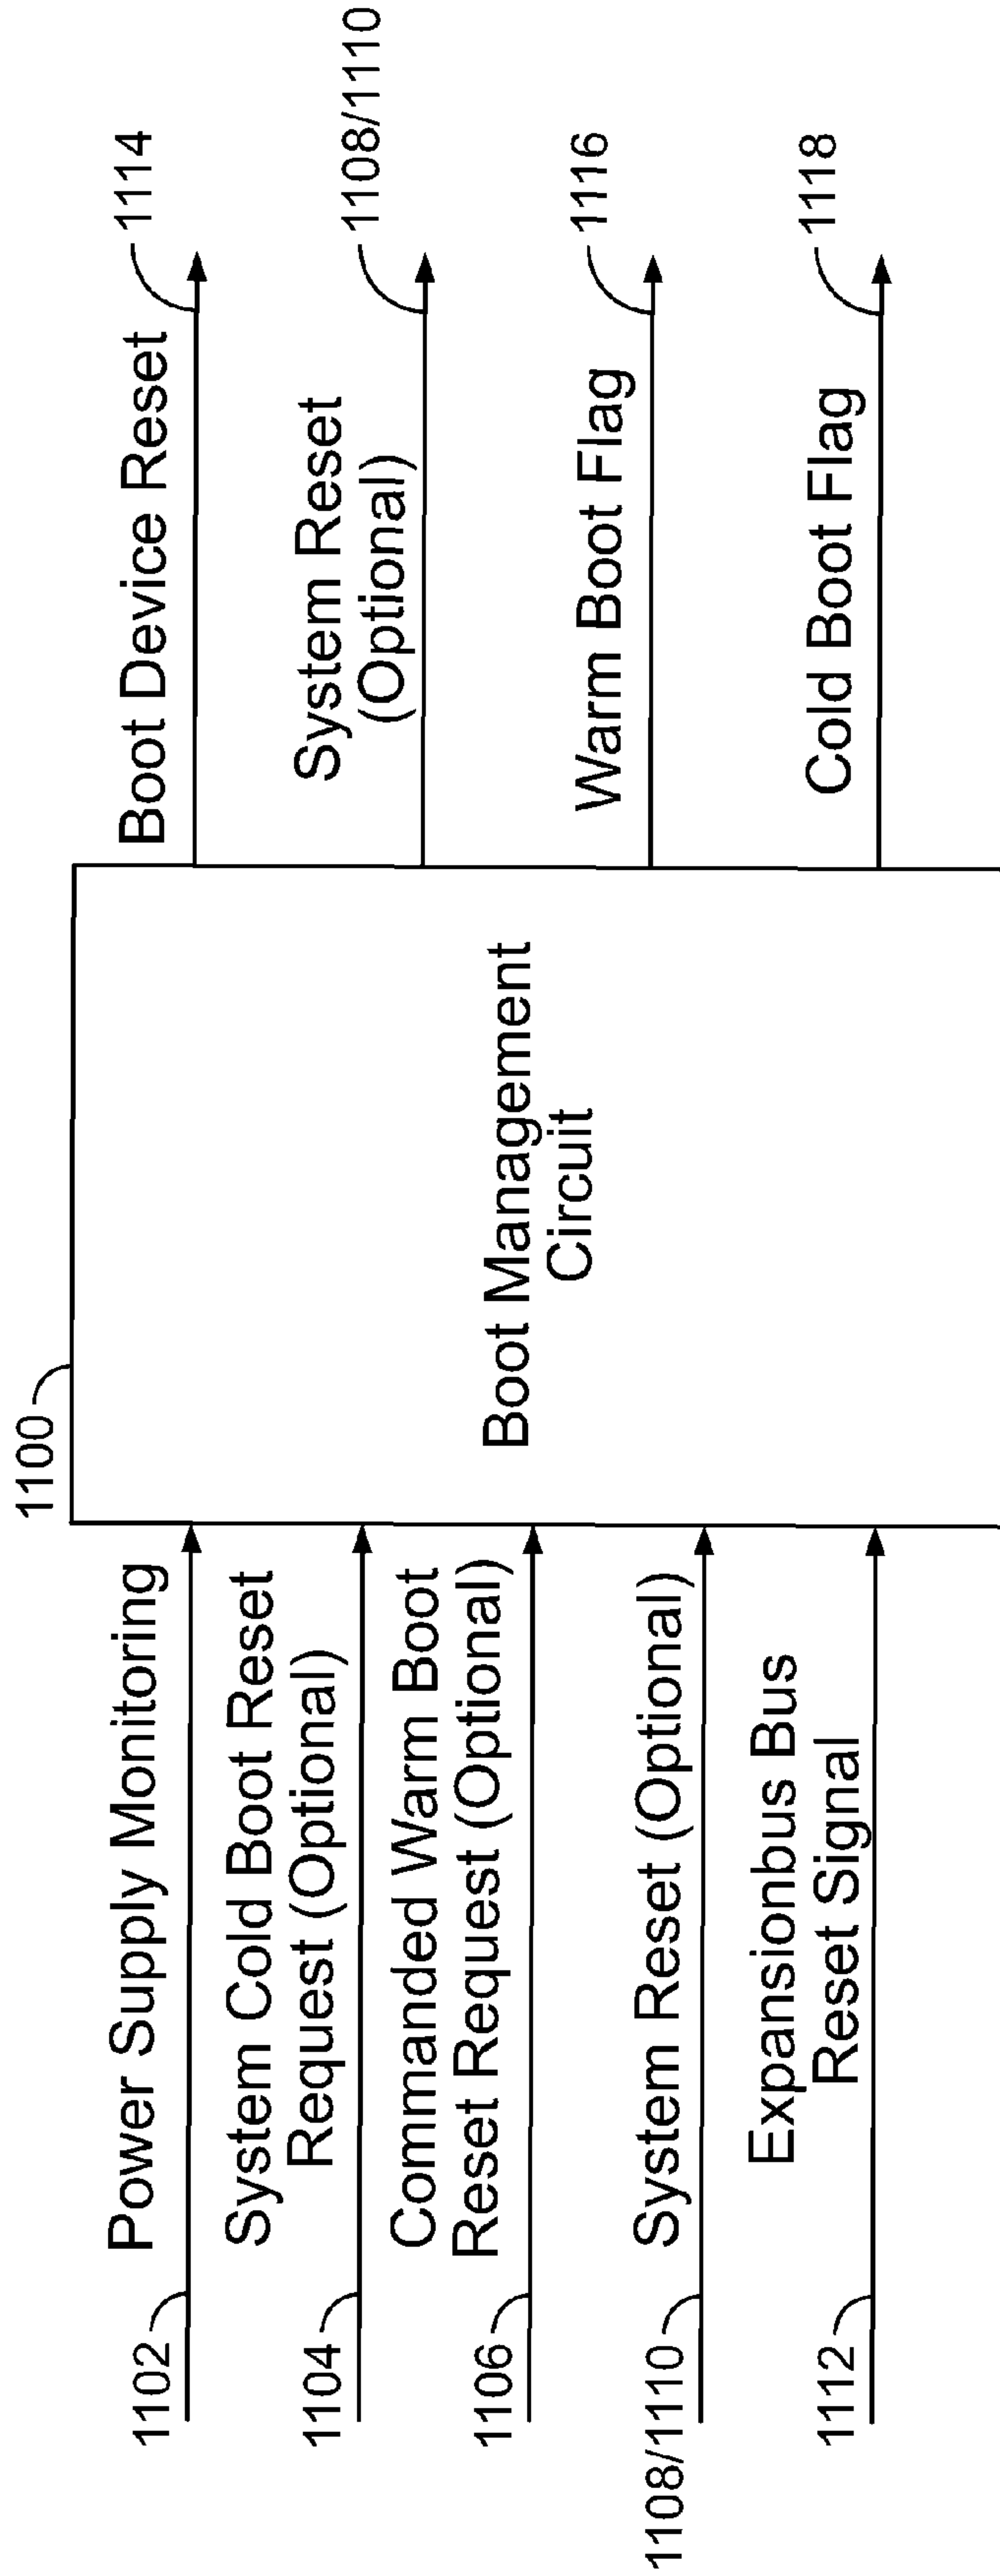 1100
Boot Management
Circuit
1102
Power Supply Monitoring
1104
System Cold Boot Reset
Request (Optional)
1106
Commanded Warm Boot
Reset Request (Optional)
1108/1110
System Reset (Optional)
1112
Expansionbus Bus
Reset Signal
Boot Device Reset
1114
System Reset
(Optional)
1108/1110
Warm Boot Flag
1116
Cold Boot Flag
1118